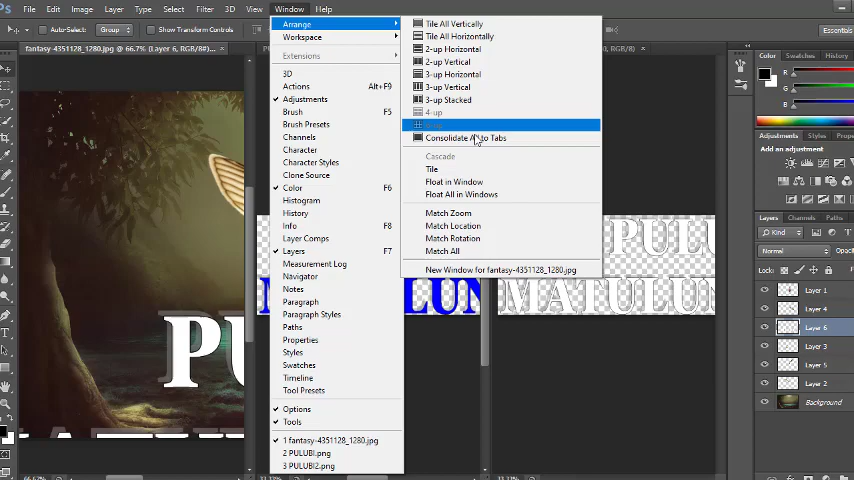 File Edit Image Layer Type Select Filter 3D View Window Help
Auto-Select: Group Show Transform Controls
Essentials
fantasy-4351128_1280.jpg @ 66.7% (Layer 6, RGB/8#)
RGB/8)
Arrange
Workspace
Extensions
3D
Actions Alt+F9
Adjustments
Brush F5
Brush Presets
Channels
Character
Character Styles
Clone Source
Color F6
Histogram
History
Info F8
Layer Comps
Layers F7
Measurement Log
Navigator
Notes
Paragraph
Paragraph Styles
Paths
Properties
Styles
Swatches
Timeline
Tool Presets
Options
Tools
1 fantasy-4351128_1280.jpg
2 PULUBI.png
3 PULUBI2.png
Tile All Vertically
Tile All Horizontally
2-up Horizontal
2-up Vertical
3-up Horizontal
3-up Vertical
3-up Stacked
4-up
Consolidate All to Tabs
Cascade
Tile
Float in Window
Float All in Windows
Match Zoom
Match Location
Match Rotation
Match All
New Window for fantasy-4351128_1280.jpg
PU
PULU
MATULUN
Color Swatches Styles
R
G
B
Adjustments Styles
Add an adjustment
Layers Channels Paths
Kind
Normal
Lock:
Layer 1
Layer 4
Layer 6
Layer 3
Layer 5
Layer 2
Background